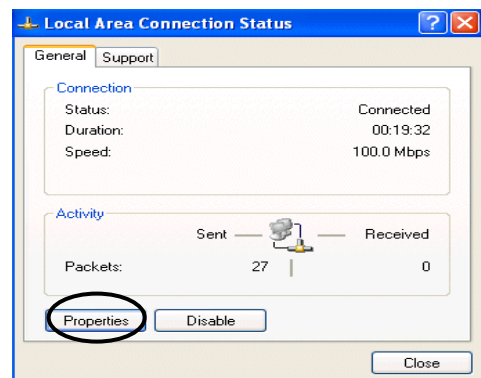 Local Area Connection Status
General Support
Connection
Status: Connected
Duration: 00:19:32
Speed: 100.0 Mbps
Activity
Sent Received
Packets: 27 0
Properties Disable
Close